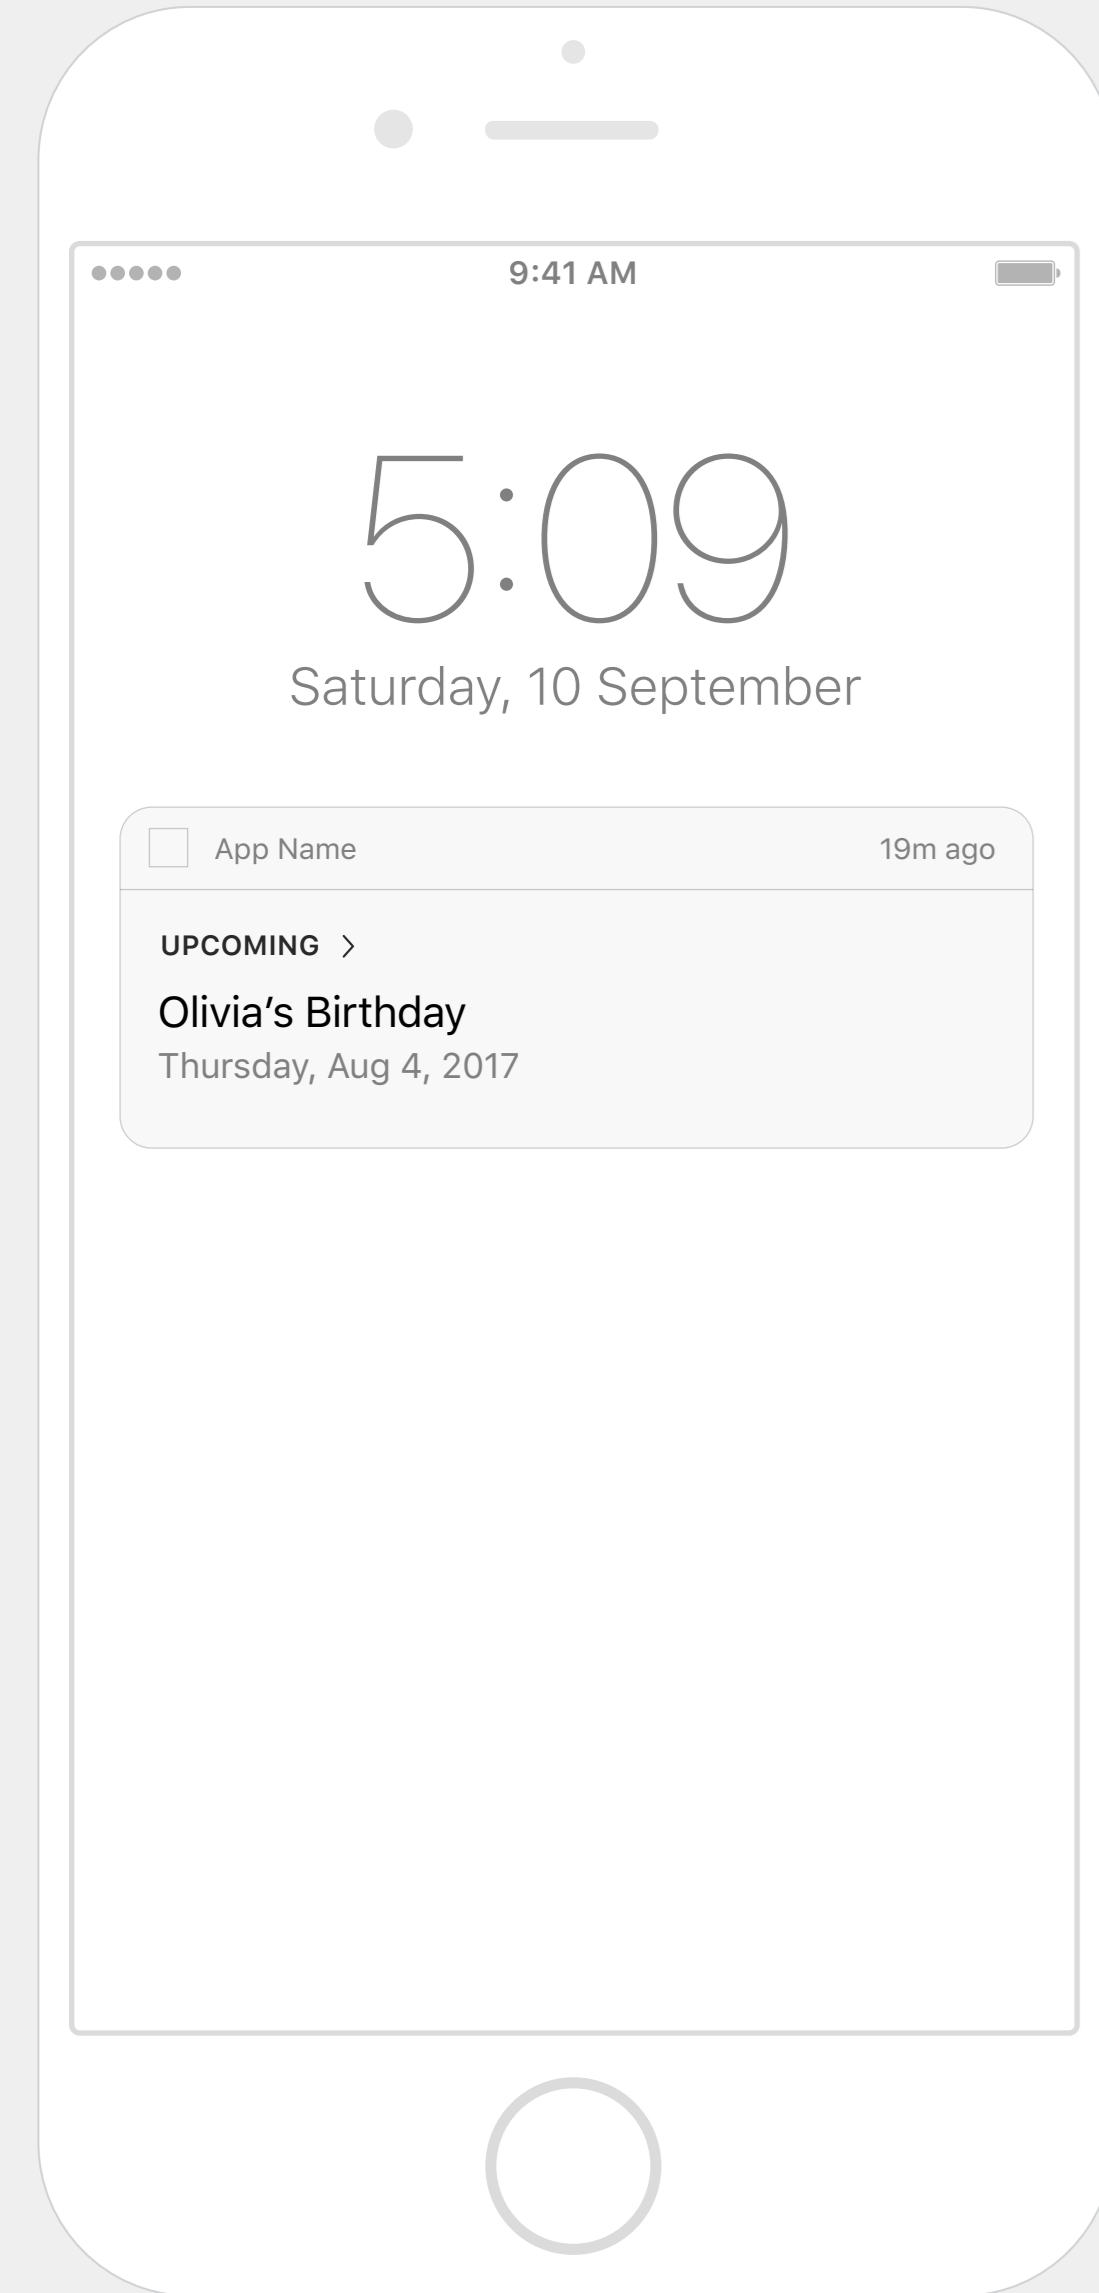 9:41 AM
5:09
Saturday, 10 September
App Name 19m ago
UPCOMING
Olivia’s Birthday
Thursday, Aug 4, 2017